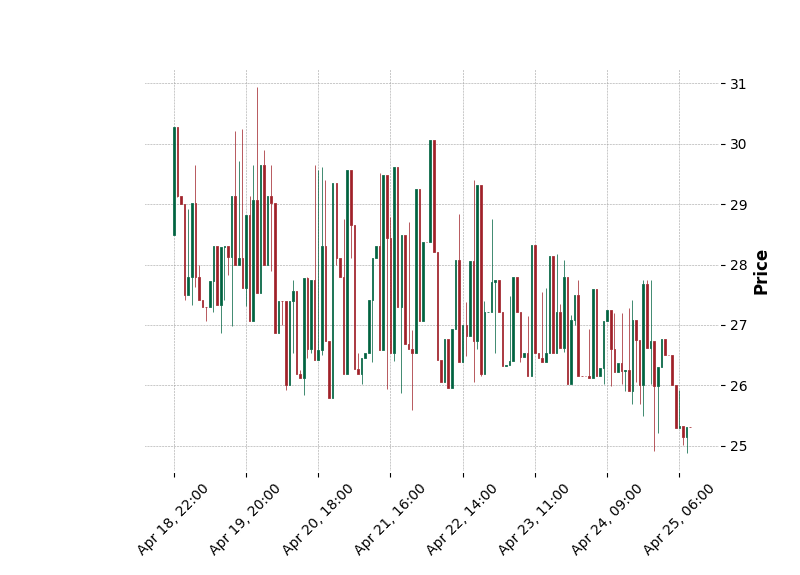 31
30
29
28
27
26
25
Price
Apr 18, 22:00
Apr 19, 20:00
Apr 20, 18:00
Apr 21, 16:00
Apr 22, 14:00
Apr 23, 11:00
Apr 24, 09:00
Apr 25, 06:00